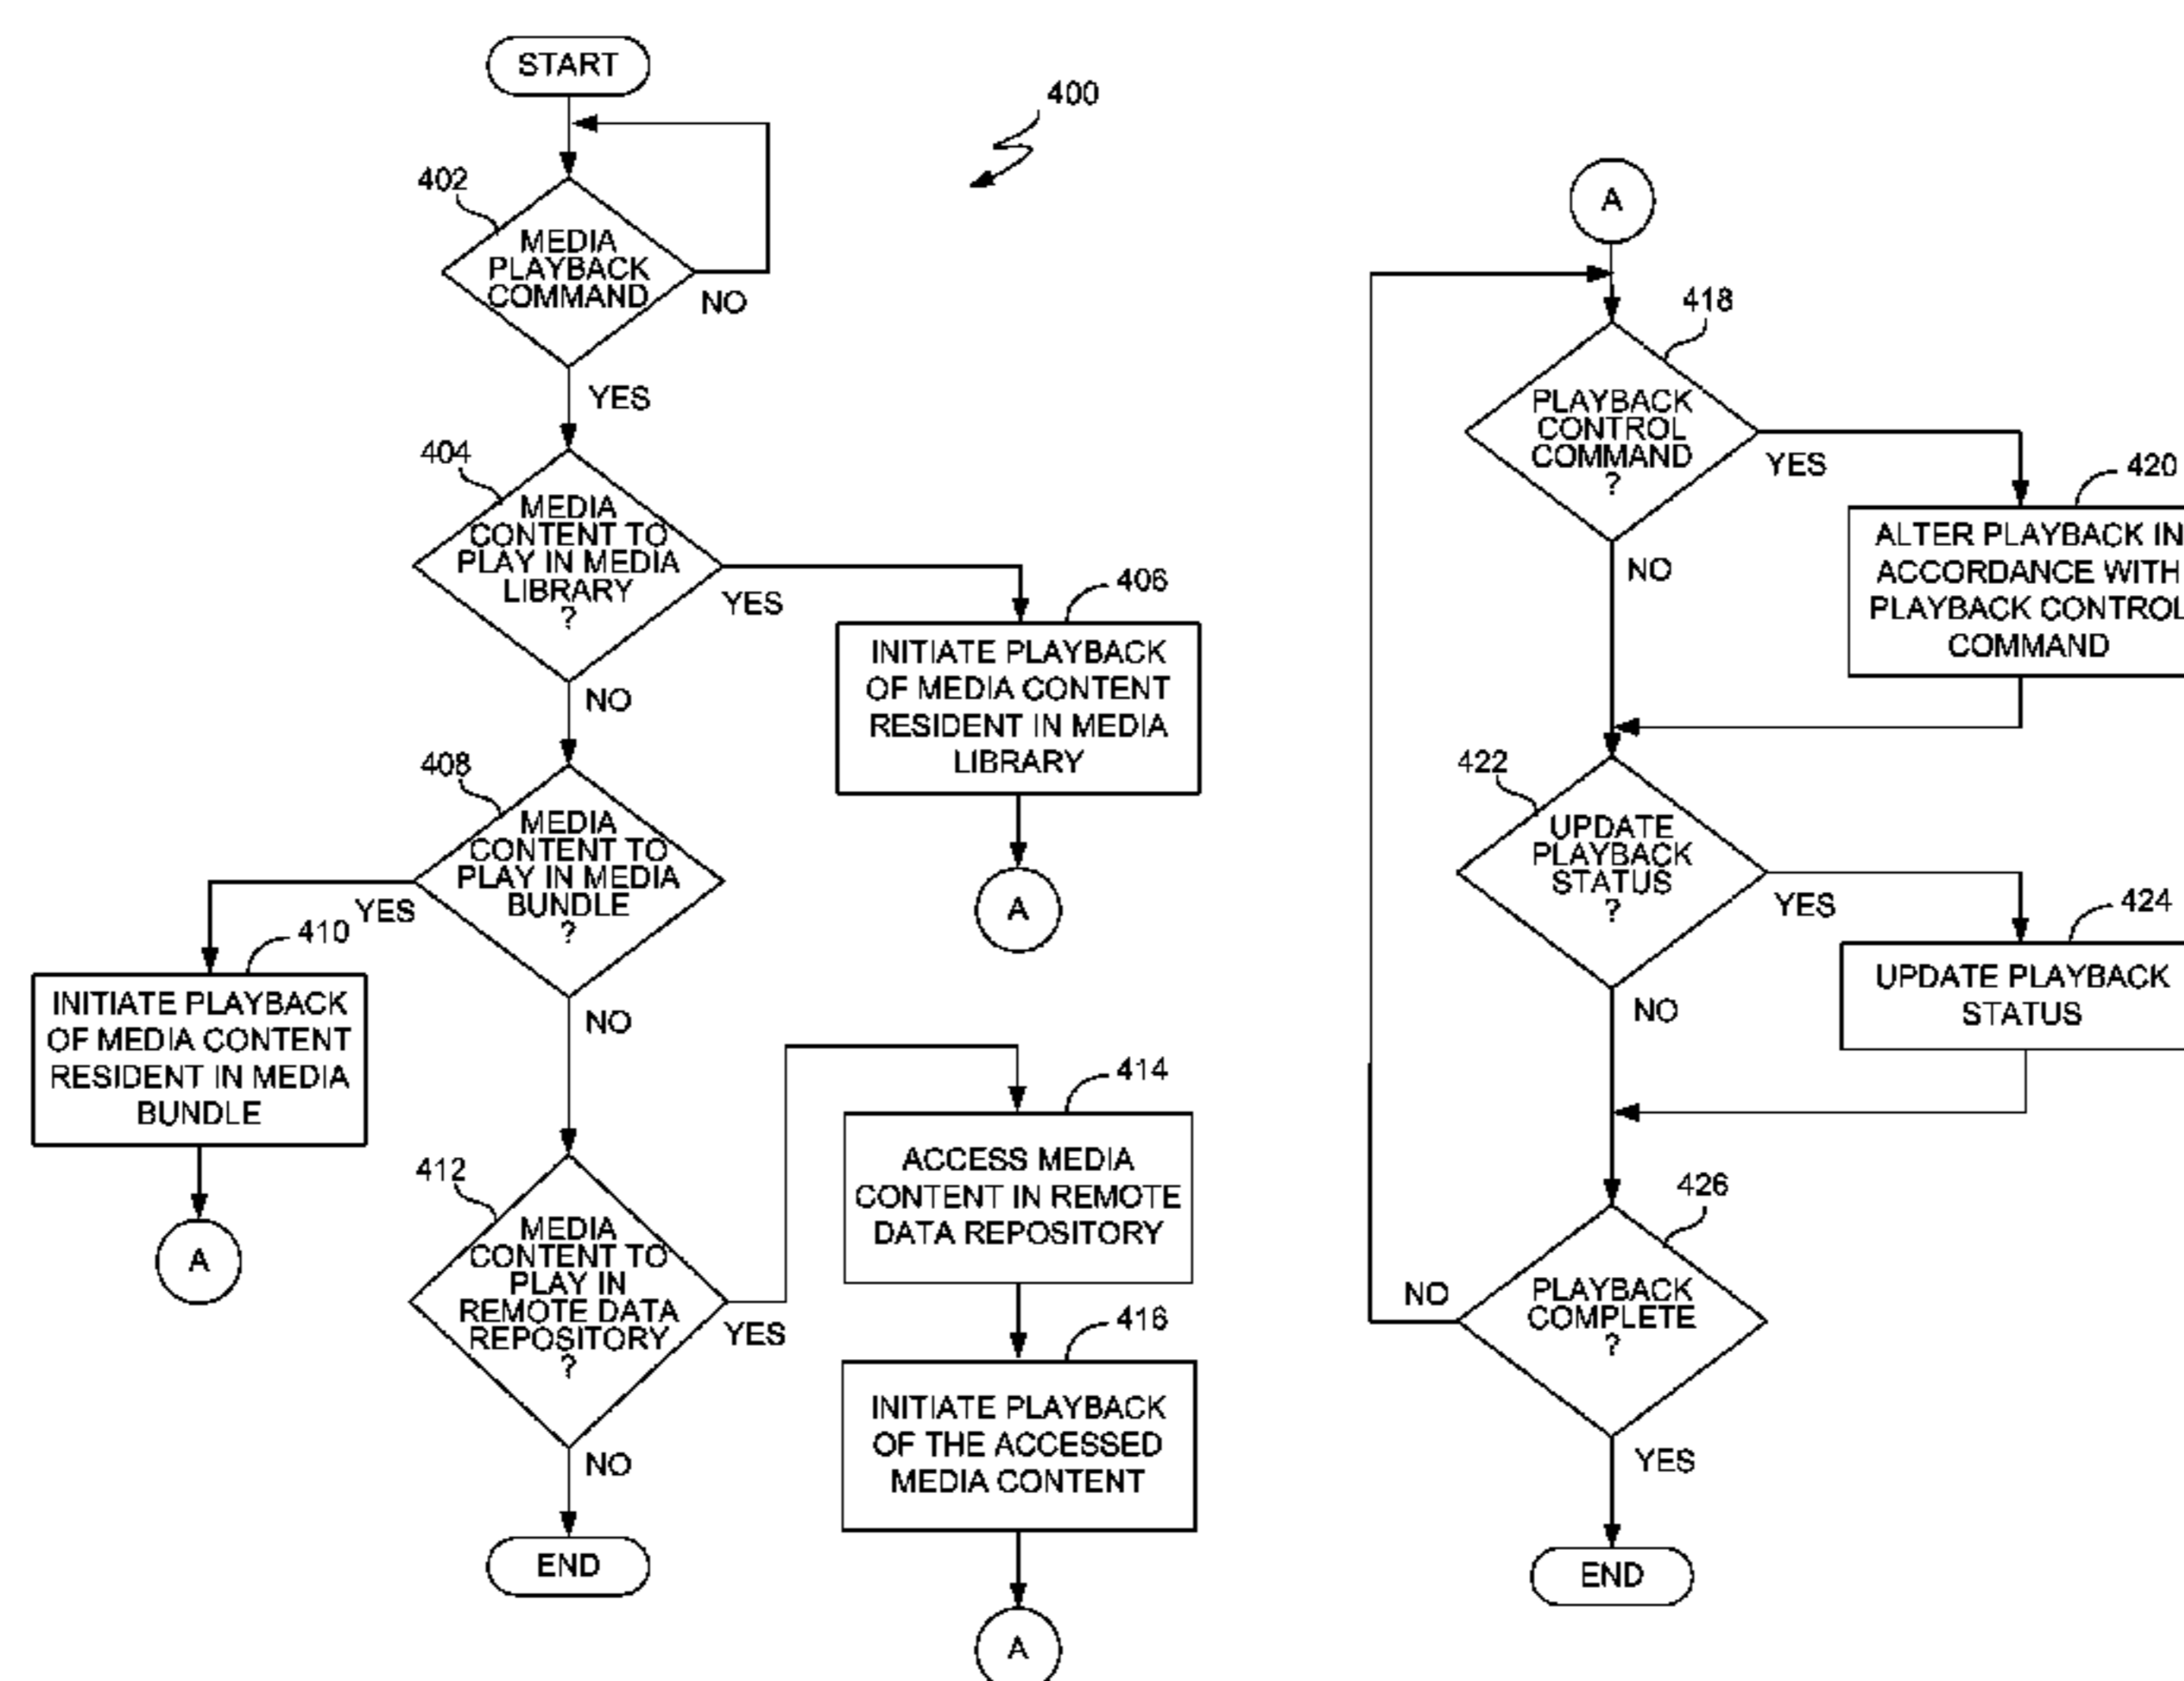 START
400
402
MEDIA
PLAYBACK
COMMAND
NO
YES
404
MEDIA
CONTENT TO
PLAY IN MEDIA
LIBRARY
?
YES
NO
406
INITIATE PLAYBACK
OF MEDIA CONTENT
RESIDENT IN MEDIA
LIBRARY
A
408
MEDIA
CONTENT TO
PLAY IN MEDIA
BUNDLE
?
YES
NO
410
INITIATE PLAYBACK
OF MEDIA CONTENT
RESIDENT IN MEDIA
BUNDLE
A
412
MEDIA
CONTENT TO
PLAY IN
REMOTE DATA
REPOSITORY
?
YES
NO
END
414
ACCESS MEDIA
CONTENT IN REMOTE
DATA REPOSITORY
416
INITIATE PLAYBACK
OF THE ACCESSED
MEDIA CONTENT
A
A
418
PLAYBACK
CONTROL
COMMAND
?
YES
NO
420
ALTER PLAYBACK IN
ACCORDANCE WITH
PLAYBACK CONTROL
COMMAND
422
UPDATE
PLAYBACK
STATUS
?
YES
NO
424
UPDATE PLAYBACK
STATUS
426
PLAYBACK
COMPLETE
?
NO
YES
END